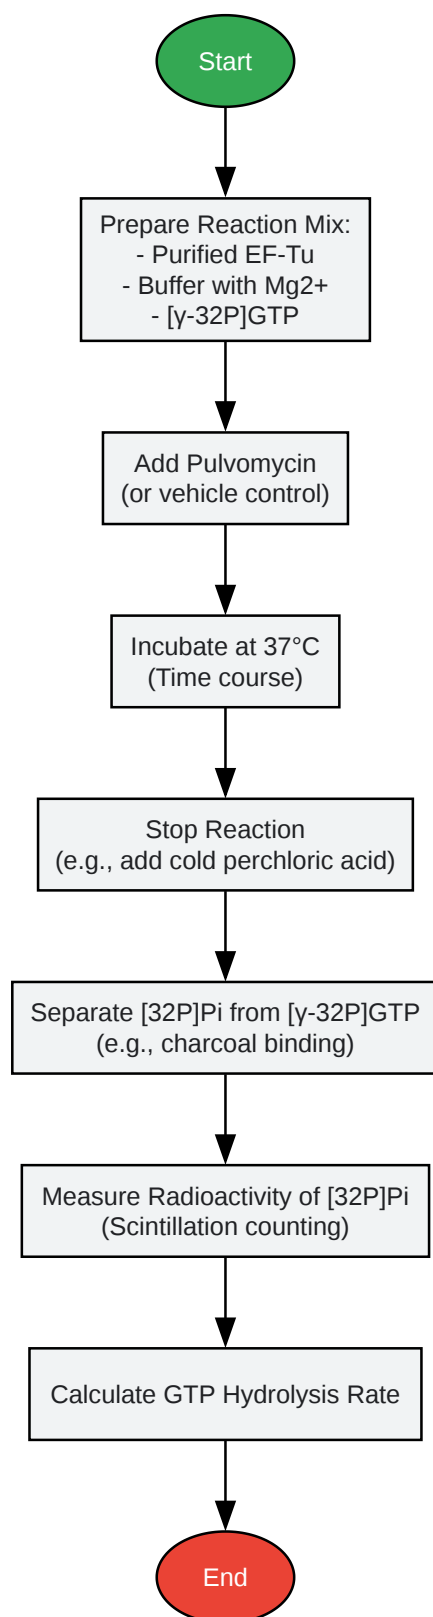 Start
Prepare Reaction Mix:
- Purified EF-Tu
- Buffer with Mg2+
- [γ-32P]GTP
Add Pulvomycin
(or vehicle control)
Incubate at 37°C
(Time course)
Stop Reaction
(e.g., add cold perchloric acid)
Separate [32P]Pi from [γ-32P]GTP
(e.g., charcoal binding)
Measure Radioactivity of [32P]Pi
(Scintillation counting)
Calculate GTP Hydrolysis Rate
End